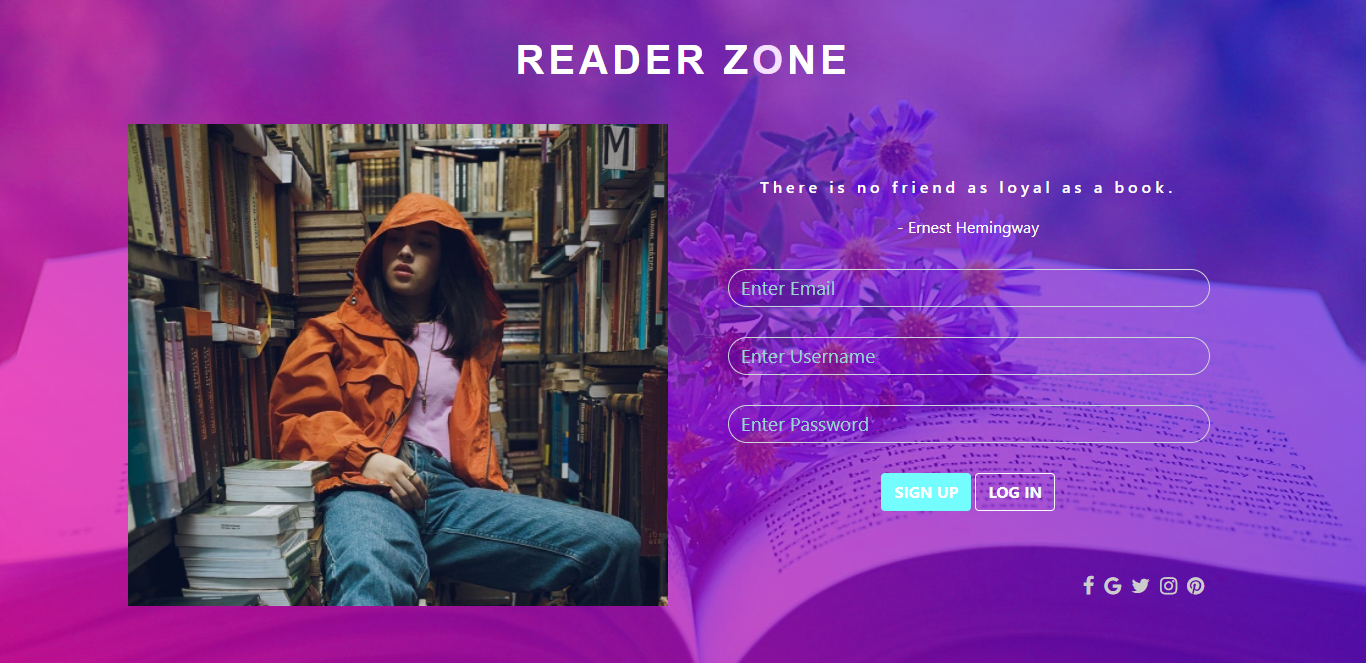 READER ZONE
M
There is no friend as loyal as a book.
- Ernest Hemingway
Enter Email
Enter Username
Enter Password
SIGN UP
LOG IN